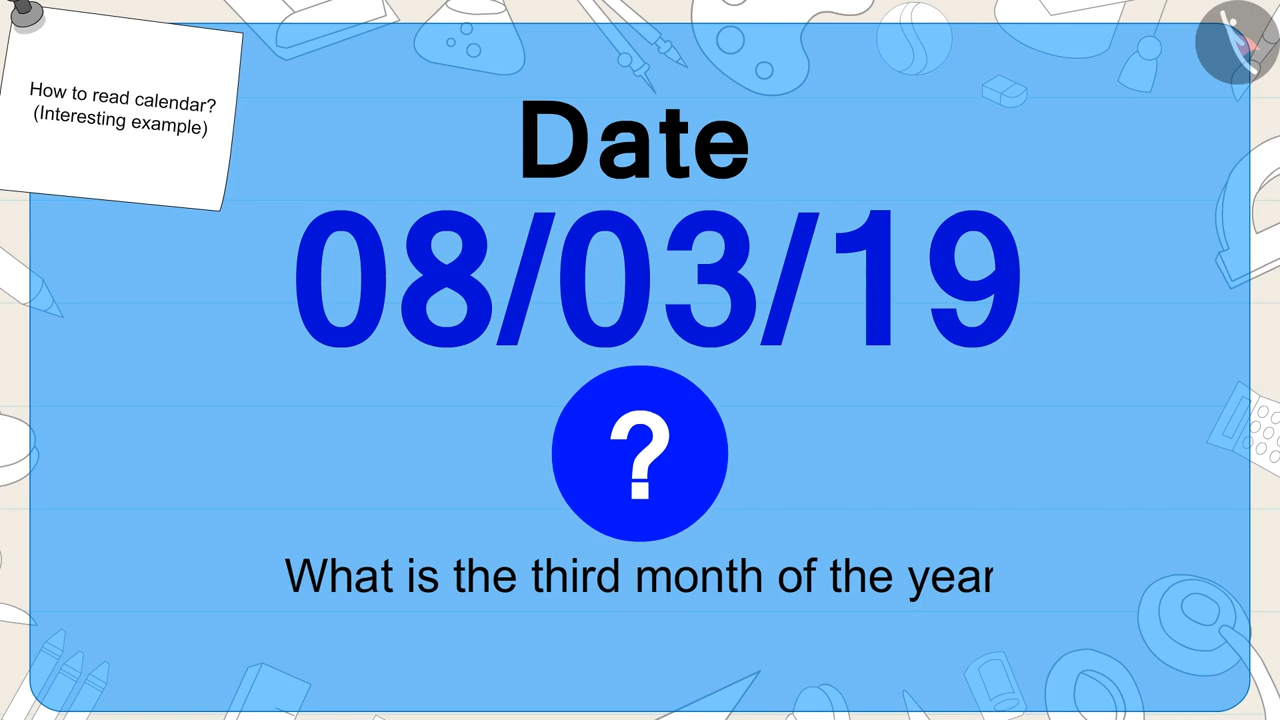 How to read calendar?
(Interesting example)
Date
08/03/19
?
What is the third month of the year